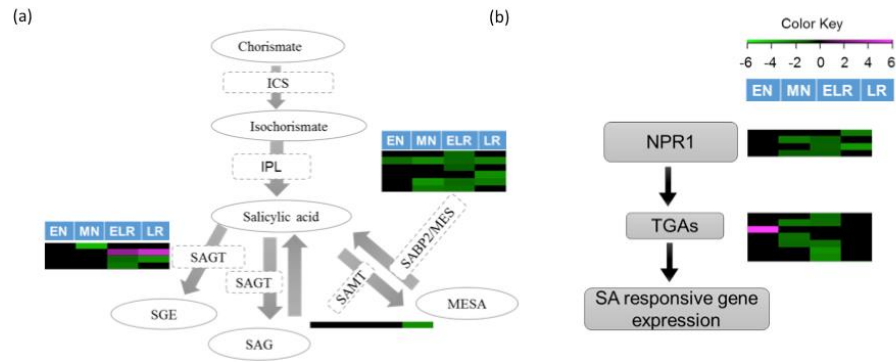 (a)
Chorismate
ICS
Isochorismate
EN MN ELR LR
IPL
Salicylic acid
EN MN ELR LR
SAGT
SAGT
SAMT
SABP2/MES
SGE
MESA
SAG
(b)
Color Key
-6 -4 -2 0 2 4 6
EN MN ELR LR
NPR1
TGAs
SA responsive gene
expression